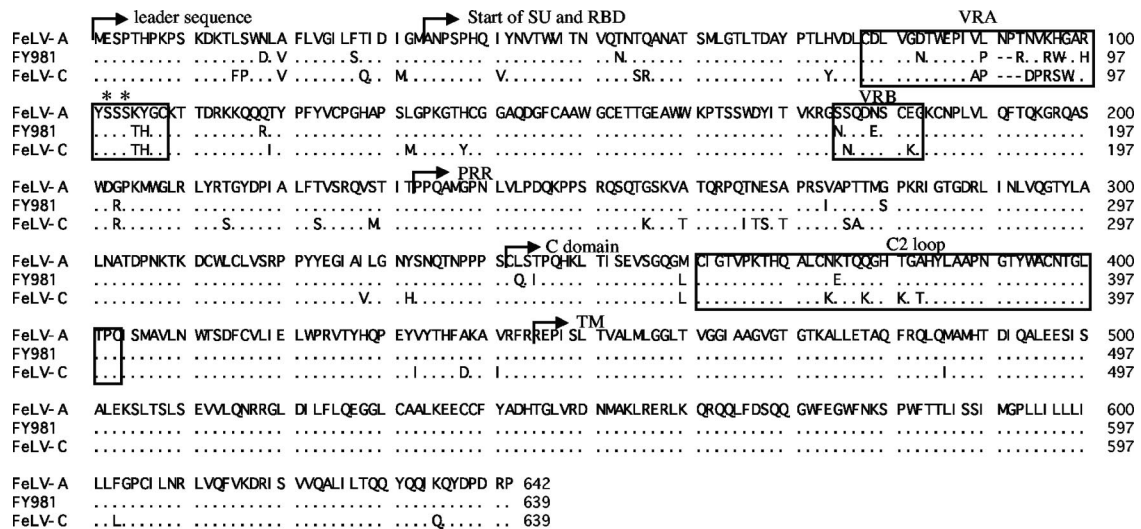 leader sequence Start of SU and RBD VRA
FeLV-A MESPTHPKPS KDKTLSWNLA FLVGILFTID IGMANPSPHQ IYNVTWVITN VQTNTQANAT SMLGTLTDAY PTLHVDLCDL VGDTWEPIVL NPTNVKHGAR 100
FY981 .......... .......D.V ......S... .......... .......... ..N....... .......... .......... ..N.....P. .--R.RW-.H 97
FeLV-C .......... ....FP...V .......Q.. M......... V......... ....SR.... .......... ...Y...... .......AP. ---DPRSW.. 97
* * VRB
YSSSKYGCKT TDRKKQQQTY PFYVCPGHAP SLGPKGTHCG GAQDGFCAAW GCETTGEAWW KPTSSWDYIT VKRGSSQDNS CEGKCNPLVL QFTQKGRQAS 200
FY981 ....TH.... .......R.. .......... .......... .......... .......... .......... ....N...E. .......... .......... 197
FeLV-C ....TH.... ........I. .......... .M.....Y.. .......... .......... .......... .....N.... .K........ .......... 197
PRR
FeLV-A WDGPKMWGLR LYRTGYDPIA LFTVSRQVST ITPPQAMGPN LVLPDQKPPS RQSQTGSKVA TQRPQTNESA PRSVAPTTMG PKRIGTGDRL INLVQGTYLA 300
FY981 ..R....... .......... .......... .......... .......... .......... .......... ...I.....S .......... .......... 297
FeLV-C ..R....... ...S...... ..S.....M. .......... .......... .....K...T ....I.TS.T .....SA... .......... .......... 297
C domain C2 loop
FeLV-A LNATDPNKTK DCWLCLVSRP PYYEGIAILG NYSNQTNPPP SCLSTPQHKL TISEVSGQGM CIGTVPKTHQ ALCNKTQQGH TGAHYLAAPN GTYWACNTGL 400
FY981 .......... .......... .......... .......... ..Q.I..... .........L .......... ....E..... .......... .......... 397
FeLV-C .......... .......... .......V.. .H........ .......... .........L .......... ....K..K.. K.T....... .......... 397
TM
FeLV-A TPQISMAVLN WTSDFCVLIE LWPRVTYHQP EYVYTHFAKA VRFRREPISL TVALMLGGLT VGGIAAGVGT GTKALLETAQ FRQLQMAMHT DIQALEESIS 500
FY981 .......... .......... .......... .......... .......... .......... .......... .......... .......... .......... 497
FeLV-C .......... .......... .......... ..I....D.. I......... .......... .......... .......... .....I.... .......... 497
FeLV-A ALEKSLTSLS EVVLQNRRGL DILFLQEGGL CAALKEECCF YADHTGLVRD NMAKLRERLK QRQQLFDSQQ GWFEGWFNKS PWFTTLISSI MGPLLILLLI 600
FY981 .......... .......... .......... .......... .......... .......... .......... .......... .......... .......... 597
FeLV-C .......... .......... .......... .......... .......... .......... .......... .......... .......... .......... 597
FeLV-A LLFGPCILNR LVQFVKDRIS VVQALILTQQ YQQIKQYDPD RP 642
FY981 .......... .......... .......... .......... .. 639
FeLV-C ..L....... .......... .......... ....Q..... .. 639